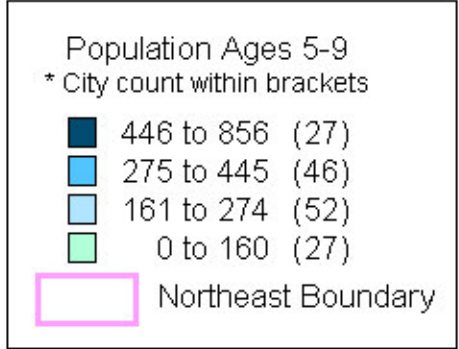 Population Ages 5-9
* City count within brackets
446 to 856 (27)
275 to 445 (46)
161 to 274 (52)
0 to 160 (27)
Northeast Boundary